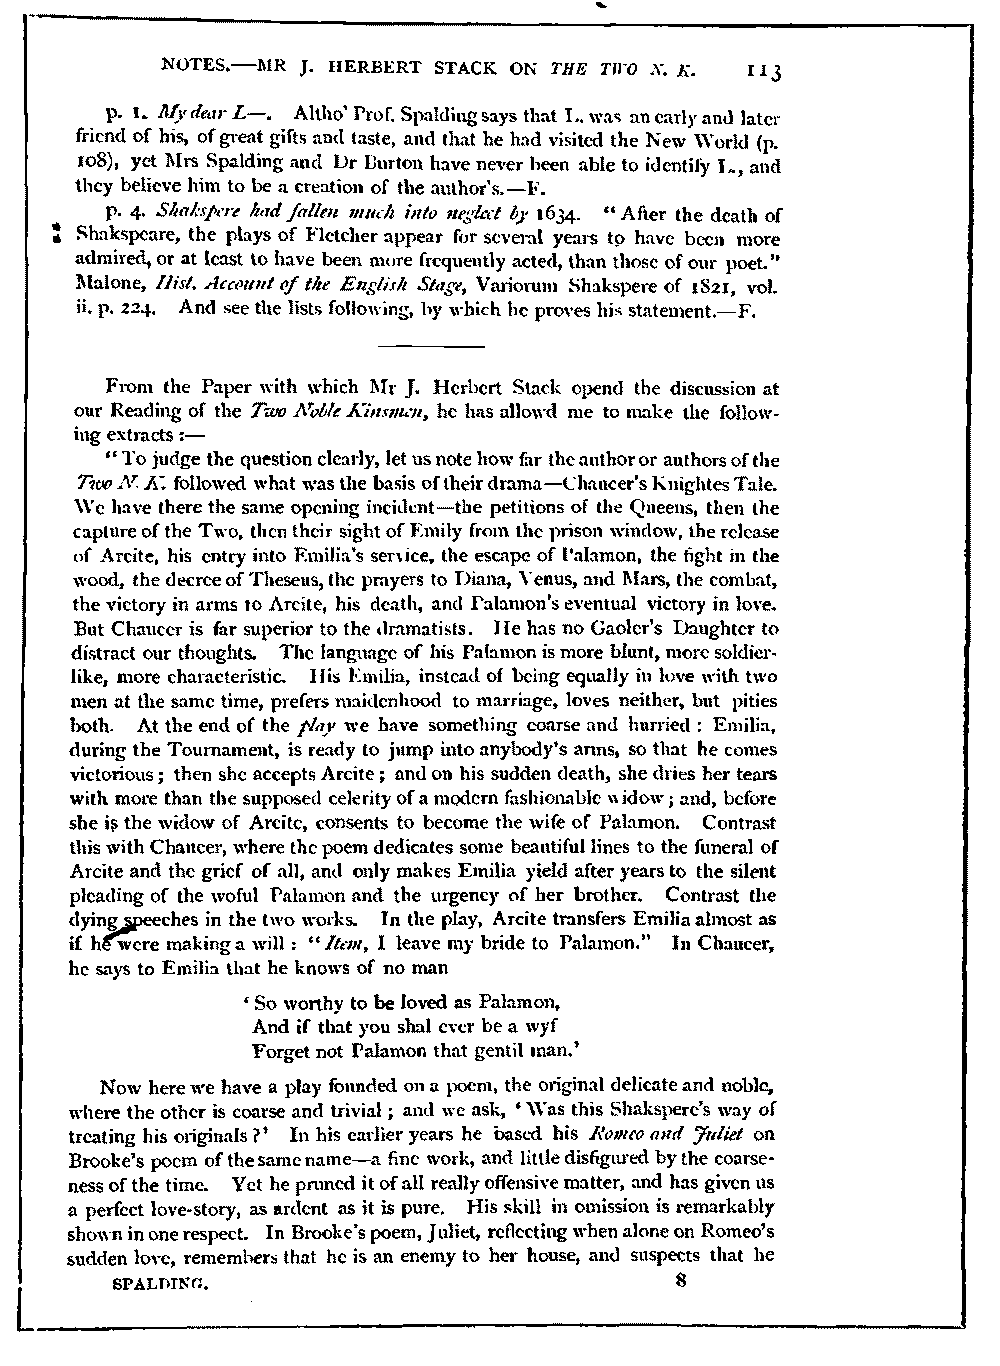 NOTES.—MR J. HERBERT STACK ON THE TWO N. K. 113
p. 1. My dear L—. Altho' Prof. Spalding says that L. was an early and later
friend of his, of great gifts and taste, and that he had visited the New World (p.
108), yet Mrs Spalding and Dr Burton have never been able to identify L., and
they believe him to be a creation of the author's.—F.
p. 4. Shakspere had fallen much into neglect by 1634. "After the death of
Shakspeare, the plays of Fletcher appear for several years to have been more
admired, or at least to have been more frequently acted, than those of our poet."
Malone, Hist. Account of the English Stage, Variorum Shakspere of 1821, vol.
ii. p. 224. And see the lists following, by which he proves his statement.—F.
From the Paper with which Mr J. Herbert Stack opend the discussion at
our Reading of the Two Noble Kinsmen, he has allowd me to make the follow-
ing extracts :—
"To judge the question clearly, let us note how far the author or authors of the
Two N. K. followed what was the basis of their drama—Chaucer's Knightes Tale.
We have there the same opening incident—the petitions of the Queens, then the
capture of the Two, then their sight of Emily from the prison window, the release
of Arcite, his entry into Emilia's service, the escape of Palamon, the fight in the
wood, the decree of Theseus, the prayers to Diana, Venus, and Mars, the combat,
the victory in arms to Arcite, his death, and Palamon's eventual victory in love.
But Chaucer is far superior to the dramatists. He has no Gaoler's Daughter to
distract our thoughts. The language of his Palamon is more blunt, more soldier-
like, more characteristic. His Emilia, instead of being equally in love with two
men at the same time, prefers maidenhood to marriage, loves neither, but pities
both. At the end of the play we have something coarse and hurried : Emilia,
during the Tournament, is ready to jump into anybody's arms, so that he comes
victorious ; then she accepts Arcite ; and on his sudden death, she dries her tears
with more than the supposed celerity of a modern fashionable widow ; and, before
she is the widow of Arcite, consents to become the wife of Palamon. Contrast
this with Chaucer, where the poem dedicates some beautiful lines to the funeral of
Arcite and the grief of all, and only makes Emilia yield after years to the silent
pleading of the woful Palamon and the urgency of her brother. Contrast the
dying speeches in the two works. In the play, Arcite transfers Emilia almost as
if he were making a will : "Item, I leave my bride to Palamon." In Chaucer,
he says to Emilia that he knows of no man
'So worthy to be loved as Palamon,
And if that you shal ever be a wyf
Forget not Palamon that gentil man.'
Now here we have a play founded on a poem, the original delicate and noble,
where the other is coarse and trivial ; and we ask, 'Was this Shakspere's way of
treating his originals ?' In his earlier years he based his Romeo and Juliet on
Brooke's poem of the same name—a fine work, and little disfigured by the coarse-
ness of the time. Yet he pruned it of all really offensive matter, and has given us
a perfect love-story, as ardent as it is pure. His skill in omission is remarkably
shown in one respect. In Brooke's poem, Juliet, reflecting when alone on Romeo's
sudden love, remembers that he is an enemy to her house, and suspects that he
SPALDING. 8